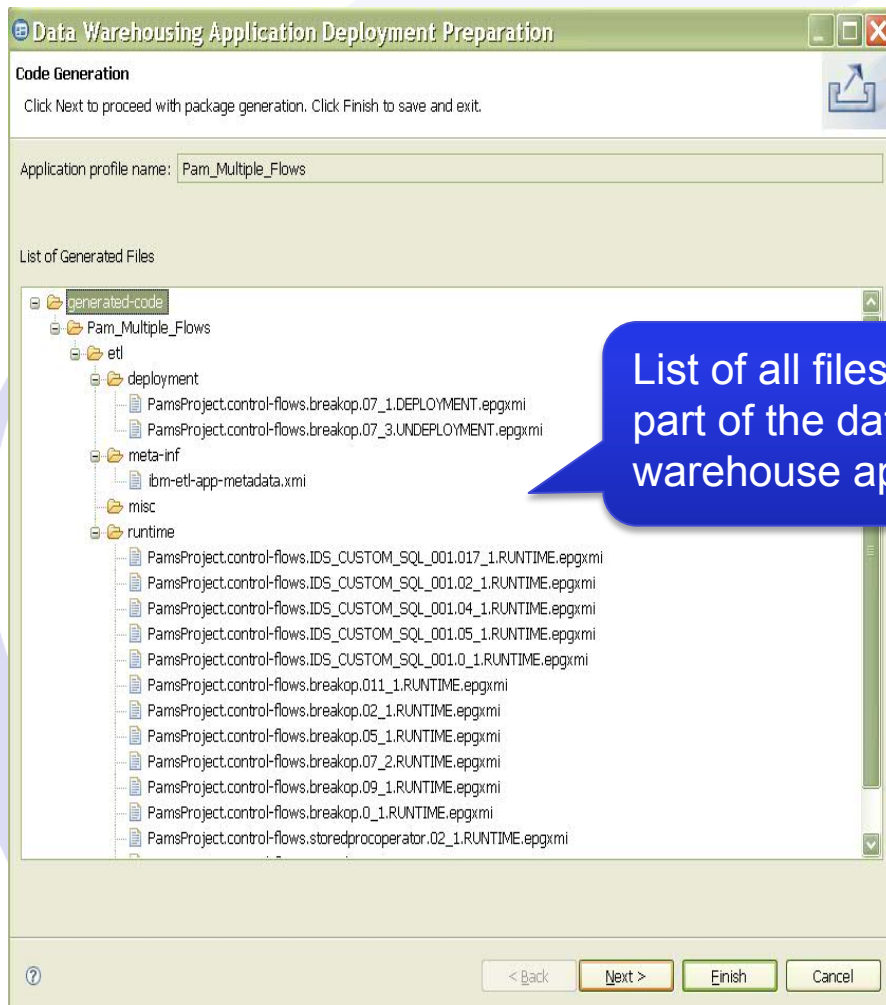 Data Warehousing Application Deployment Preparation
Code Generation
Click Next to proceed with package generation. Click Finish to save and exit.
Application profile name: Pam_Multiple_Flows
List of Generated Files
generated-code
Pam_Multiple_Flows
etl
deployment
PamsProject.control-flows.breakop.07_1.DEPLOYMENT.epgxmi
PamsProject.control-flows.breakop.07_3.UNDEPLOYMENT.epgxmi
meta-inf
ibm-etl-app-metadata.xmi
misc
runtime
PamsProject.control-flows.IDS_CUSTOM_SQL_001.017_1.RUNTIME.epgxmi
PamsProject.control-flows.IDS_CUSTOM_SQL_001.02_1.RUNTIME.epgxmi
PamsProject.control-flows.IDS_CUSTOM_SQL_001.04_1.RUNTIME.epgxmi
PamsProject.control-flows.IDS_CUSTOM_SQL_001.05_1.RUNTIME.epgxmi
PamsProject.control-flows.IDS_CUSTOM_SQL_001.0_1.RUNTIME.epgxmi
PamsProject.control-flows.breakop.011_1.RUNTIME.epgxmi
PamsProject.control-flows.breakop.02_1.RUNTIME.epgxmi
PamsProject.control-flows.breakop.05_1.RUNTIME.epgxmi
PamsProject.control-flows.breakop.07_2.RUNTIME.epgxmi
PamsProject.control-flows.breakop.09_1.RUNTIME.epgxmi
PamsProject.control-flows.breakop.0_1.RUNTIME.epgxmi
PamsProject.control-flows.storedprocoperator.02_1.RUNTIME.epgxmi
List of all files
part of the
warehouse
< Back Next > Finish Cancel